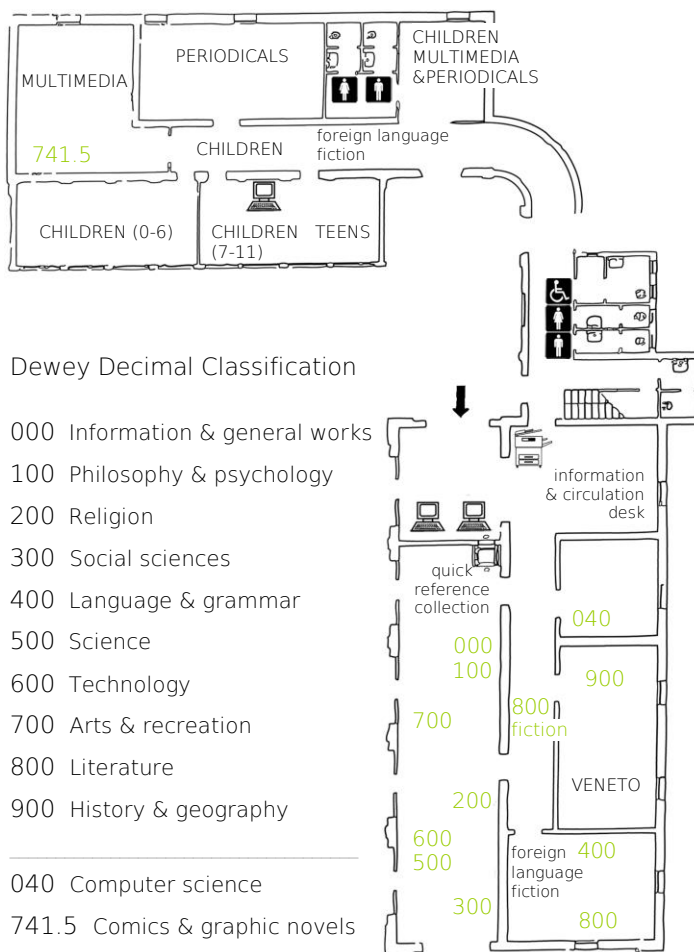 CHILDREN
MULTIMEDIA
&PERIODICALS
PERIODICALS
MULTIMEDIA
741.5
CHILDREN
foreign language
fiction
CHILDREN (0-6)
CHILDREN
(7-11)
TEENS
Dewey Decimal Classification
000 Information & general works
100 Philosophy & psychology
200 Religion
300 Social sciences
400 Language & grammar
500 Science
600 Technology
700 Arts & recreation
800 Literature
900 History & geography
040 Computer science
741.5 Comics & graphic novels
information
& circulation
desk
quick
reference
collection
040
000
100
900
700
800
fiction
VENETO
200
600
500
foreign
language
fiction
400
300
800